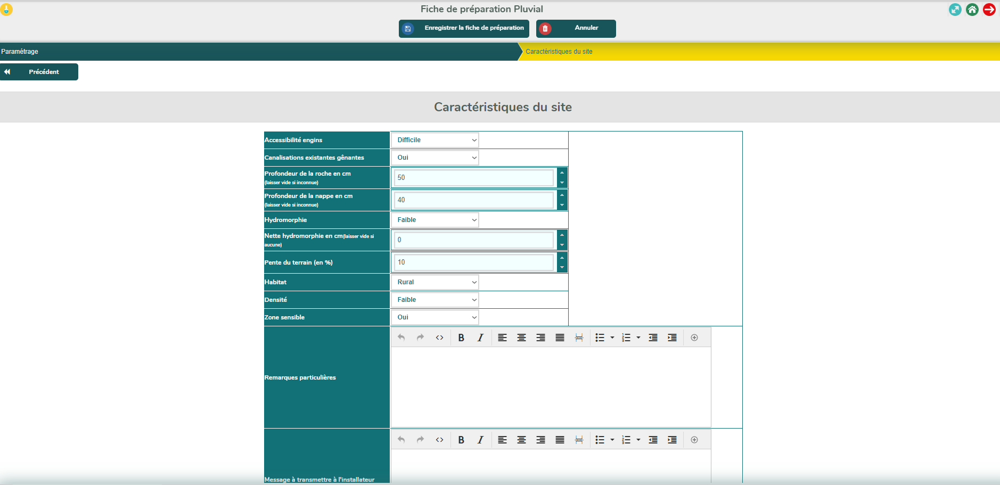 Fiche de préparation Pluvial
Enregistrer la fiche de préparation
Annuler
Paramétrage
Caractéristiques du site
Précédent
Caractéristiques du site
Accessibilité engins
Difficile
Canalisations existantes gênantes
Oui
Profondeur de la roche en cm
(laisser vide si inconnue)
50
Profondeur de la nappe en cm
(laisser vide si inconnue)
40
Hydromorphie
Faible
Nette hydromorphie en cm(laisser vide si
aucune)
0
Pente du terrain (en %)
10
Habitat
Rural
Densité
Faible
Zone sensible
Oui
Remarques particulières
Message à transmettre à l'installateur